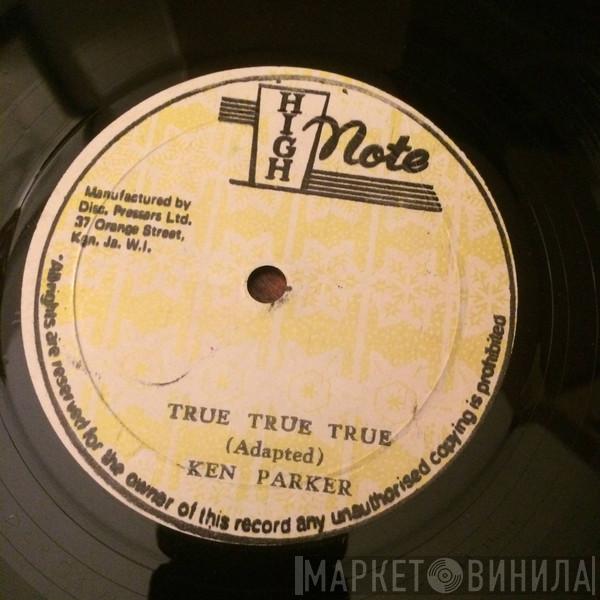 HIGH Note
Manufactured by
Disc. Pressers Ltd.
37 Orange Street,
Kgn. Ja. W.I.
TRUE TRUE TRUE
(Adapted)
KEN PARKER
* All rights are reserved for the owner of this record any unauthorised copying is prohibited
МАРКЕТ ВИНИЛА